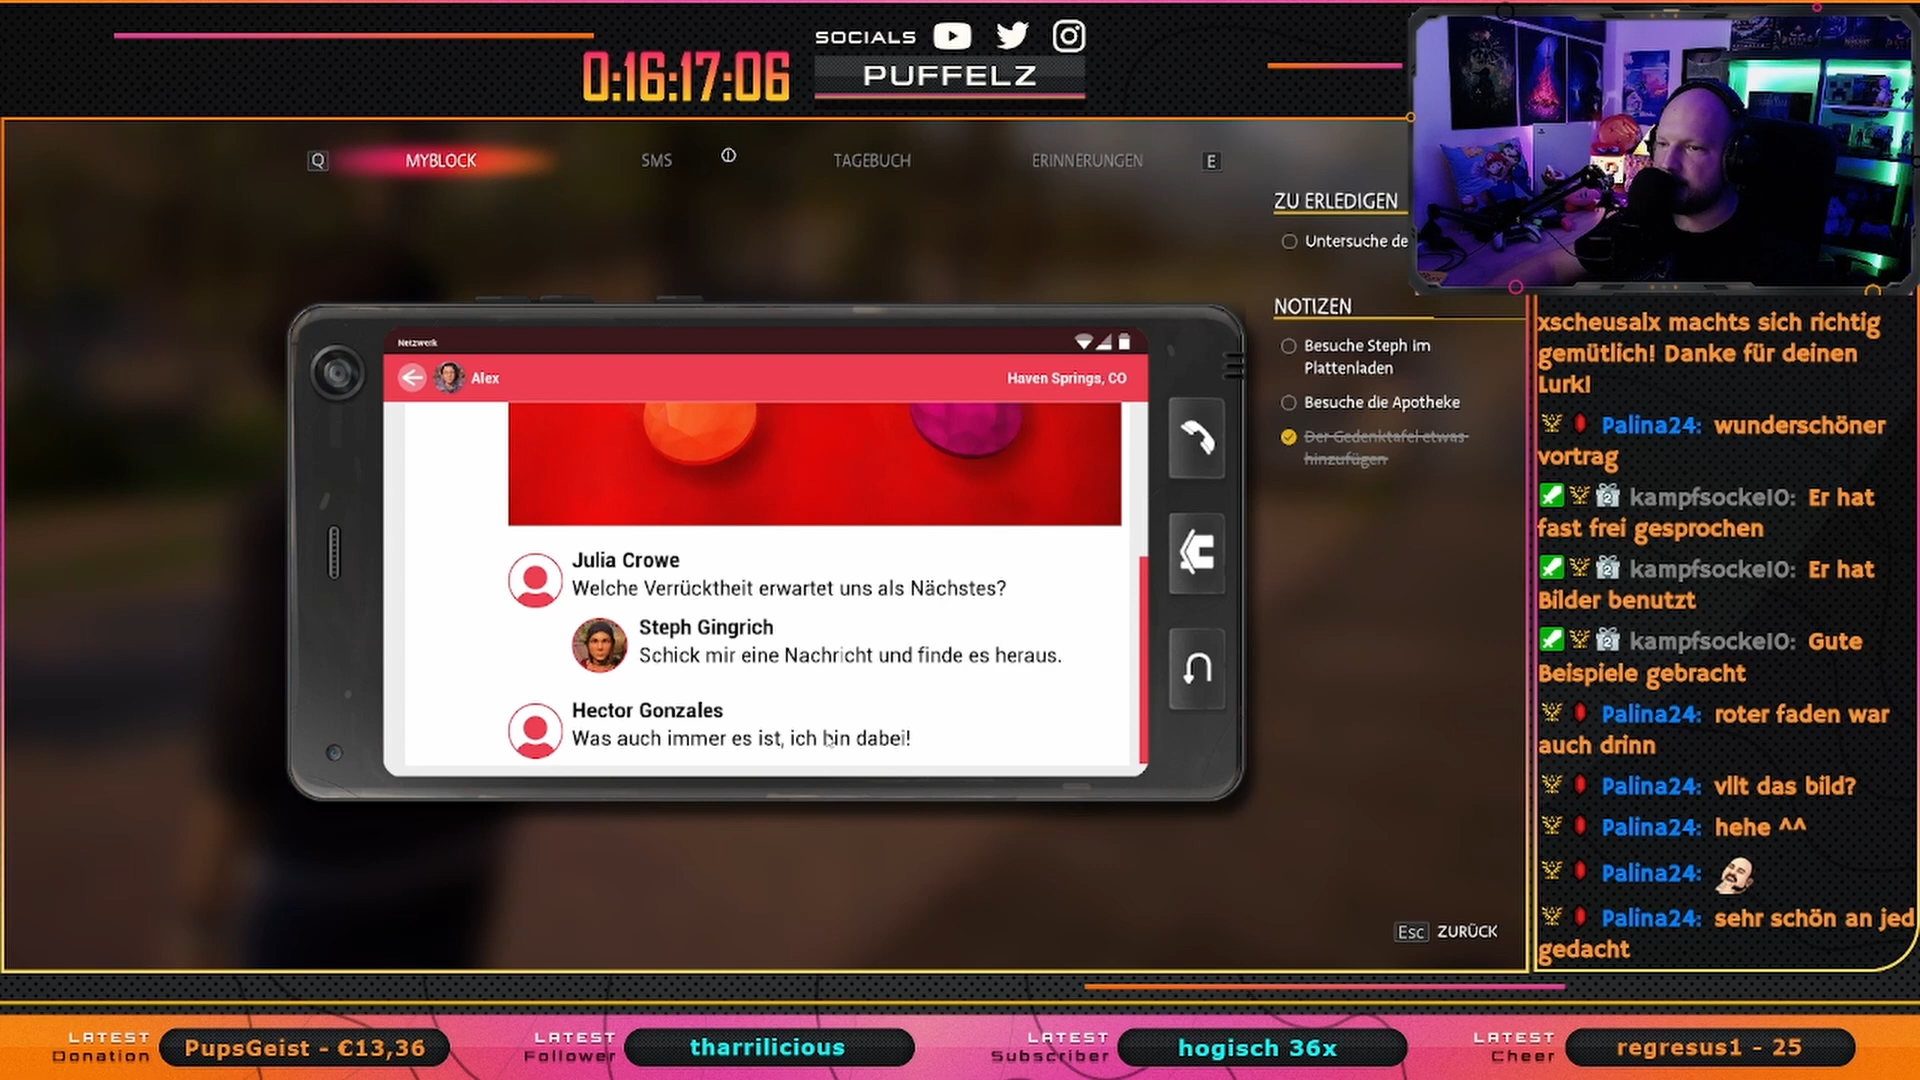 SOCIALS
0:16:17:06
PUFFELZ
Q
MYBLOCK
SMS
TAGEBUCH
ERINNERUNGEN
E
ZU ERLEDIGEN
Untersuche de
NOTIZEN
Besuche Steph im
Plattenladen
Besuche die Apotheke
Der Gedenktafel etwas
hinzufügen
Netzwerk
Alex
Haven Springs, CO
Julia Crowe
Welche Verrücktheit erwartet uns als Nächstes?
Steph Gingrich
Schick mir eine Nachricht und finde es heraus.
Hector Gonzales
Was auch immer es ist, ich bin dabei!
Esc ZURÜCK
xscheusalx machts sich richtig
gemütlich! Danke für deinen
Lurk!
Palina24: wunderschöner
vortrag
kampfsocke10: Er hat
fast frei gesprochen
kampfsocke10: Er hat
Bilder benutzt
kampfsocke10: Gute
Beispiele gebracht
Palina24: roter faden war
auch drinn
Palina24: vllt das bild?
Palina24: hehe ^^
Palina24:
Palina24: sehr schön an jed
gedacht
LATEST
Donation
PupsGeist - €13,36
LATEST
Follower
tharrilicious
LATEST
Subscriber
hogisch 36x
LATEST
Cheer
regresus1 - 25